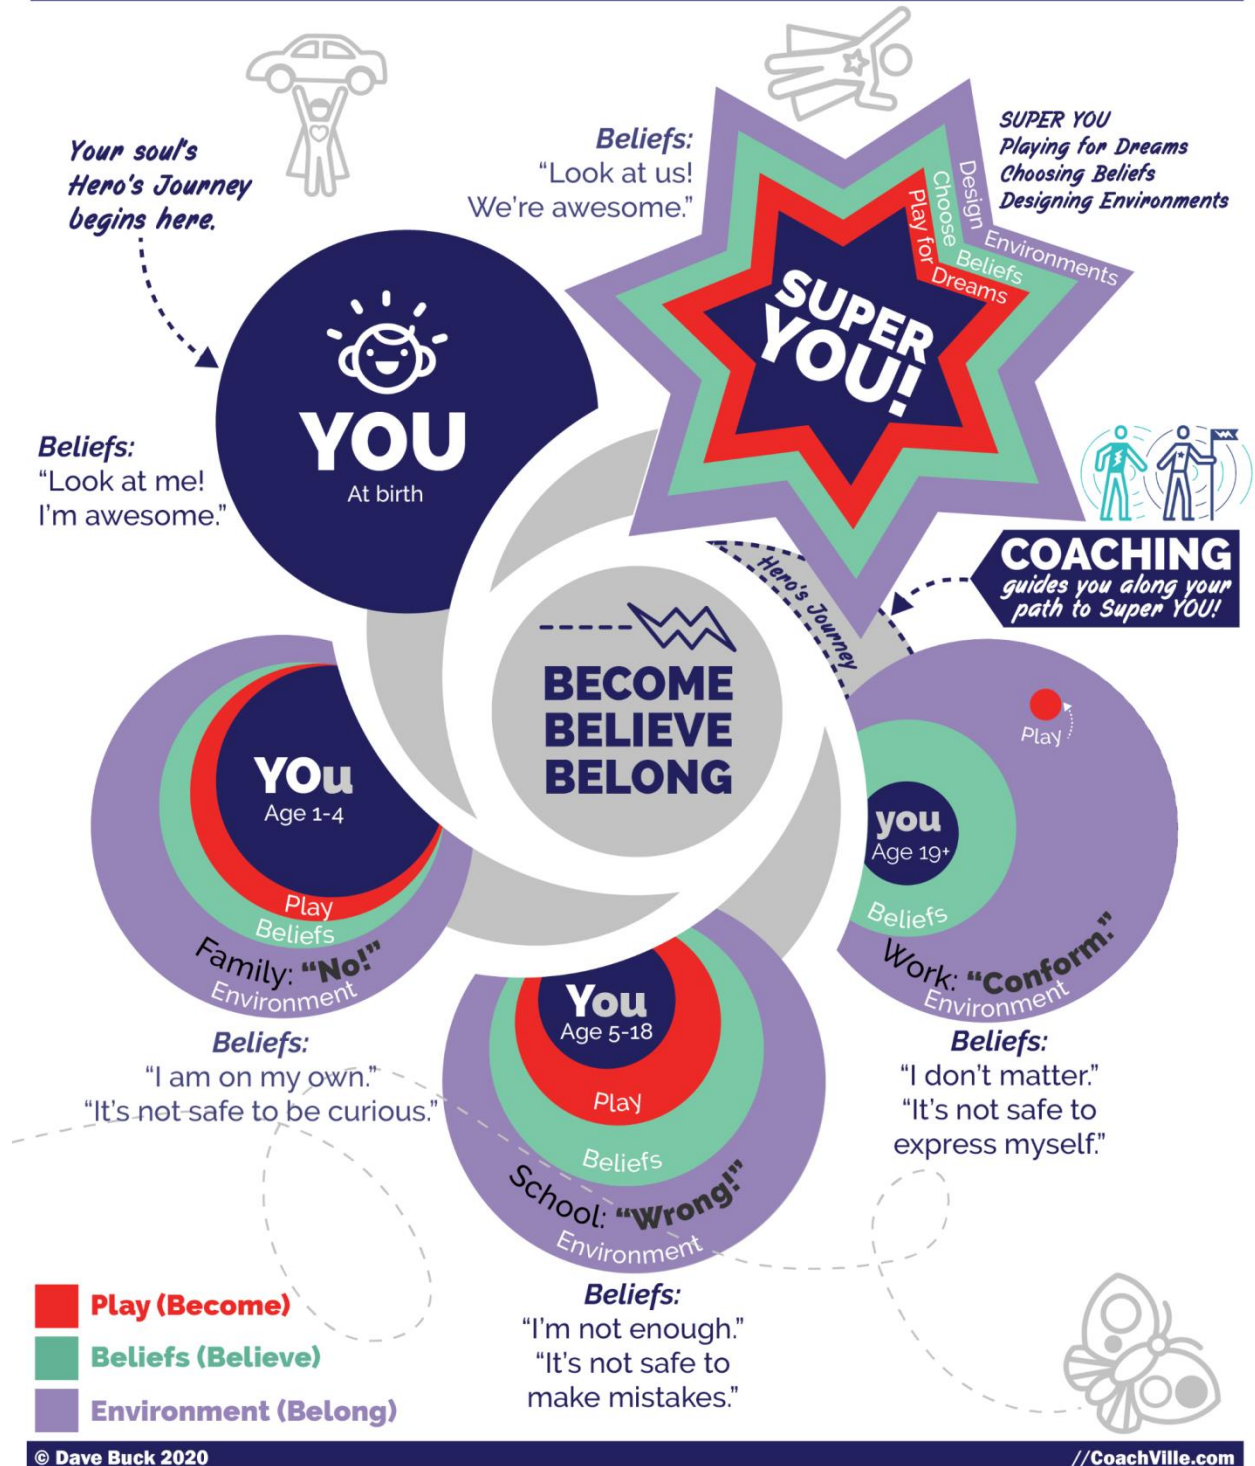 Your soul's
Hero's Journey
begins here.
Beliefs:
“Look at us!
We're awesome.”
SUPER YOU
Playing for Dreams
Choosing Beliefs
Designing Environments
Design Environments
Choose Beliefs
Play for Dreams
SUPER
YOU!
YOU
At birth
Beliefs:
“Look at me!
I'm awesome.”
COACHING
guides you along your
path to Super YOU!
Hero's Journey
BECOME
BELIEVE
BELONG
YOu
Age 1-4
Play
Beliefs
Family: “No!”
Environment
Beliefs:
“I am on my own.”
“It's not safe to be curious.”
You
Age 5-18
Play
Beliefs
School: “Wrong!”
Environment
Beliefs:
“I'm not enough.”
“It's not safe to
make mistakes.”
Play
you
Age 19+
Beliefs
Work: “Conform.”
Environment
Beliefs:
“I don't matter.”
“It's not safe to
express myself.”
Play (Become)
Beliefs (Believe)
Environment (Belong)
© Dave Buck 2020
//CoachVille.com